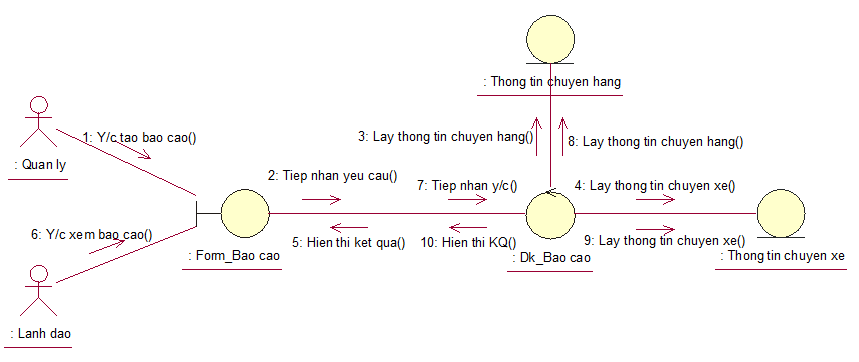 : Thong tin chuyen hang
1: Y/c tao bao cao()
3: Lay thong tin chuyen hang()
8: Lay thong tin chuyen hang()
: Quan ly
2: Tiep nhan yeu cau()
7: Tiep nhan y/c()
4: Lay thong tin chuyen xe()
6: Y/c xem bao cao()
5: Hien thi ket qua()
10: Hien thi KQ()
9: Lay thong tin chuyen xe()
: Form_Bao cao
: Dk_Bao cao
: Thong tin chuyen xe
: Lanh dao